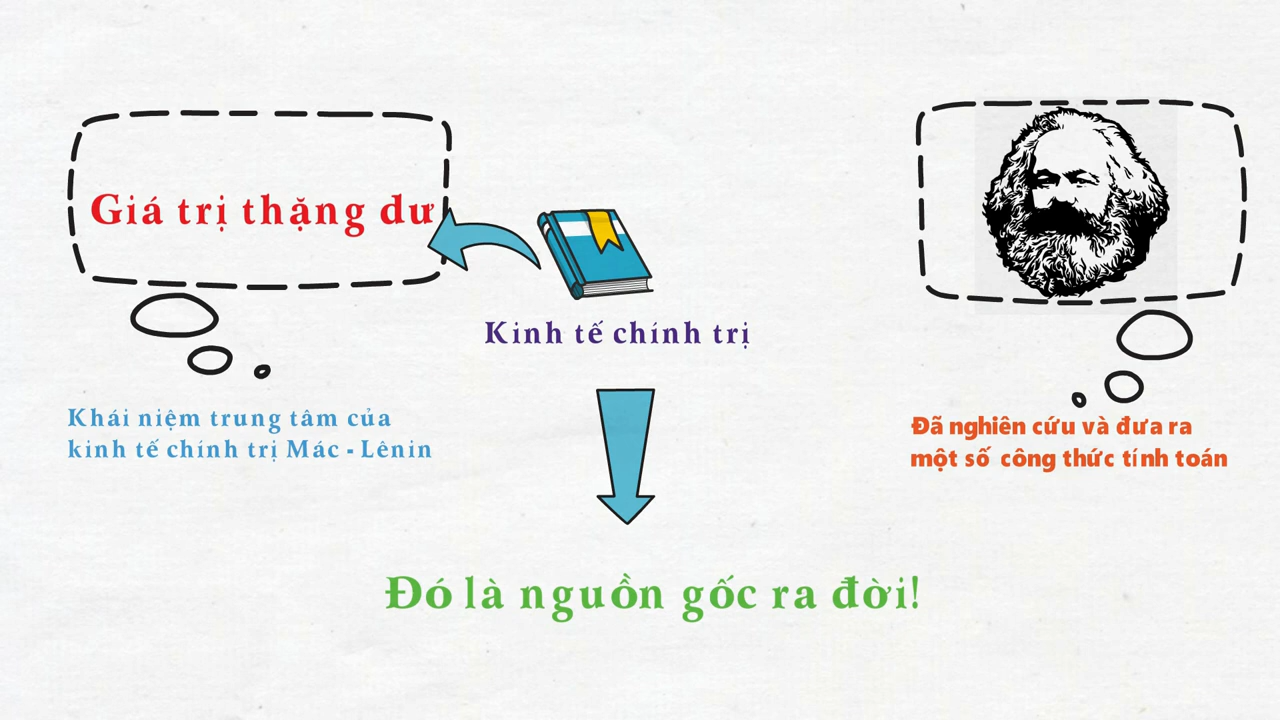 Giá trị thặng dư
Kinh tế chính trị
Khái niệm trung tâm của
kinh tế chính trị Mác - Lênin
Đã nghiên cứu và đưa ra
một số công thức tính toán
Đó là nguồn gốc ra đời!